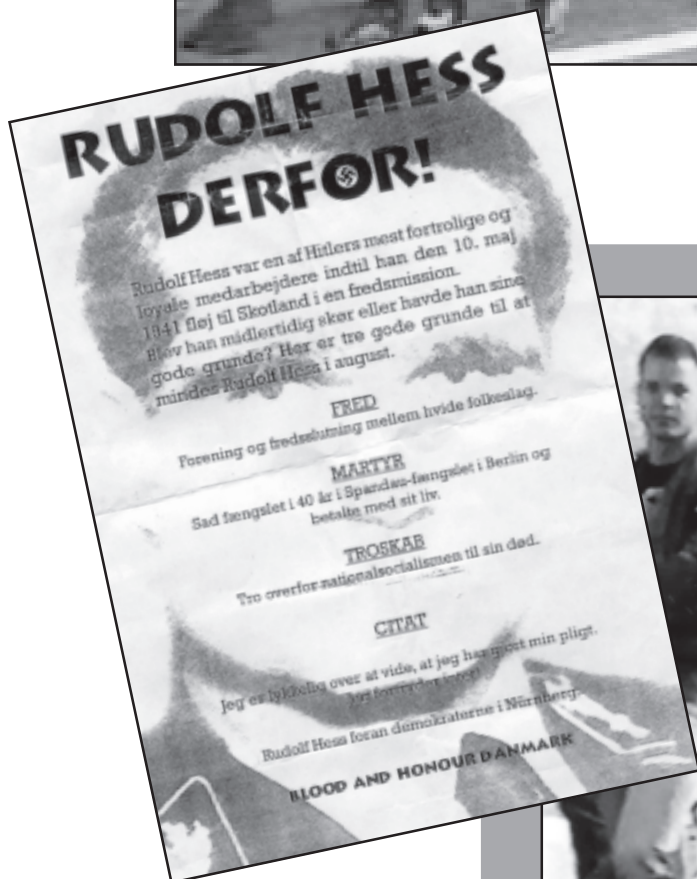 RUDOLF HESS
DERFOR!
Rudolf Hess var en af Hitlers mest fortrolige og
loyale medarbejdere indtil han den 10. maj
1941 fløj til Skotland i en fredsmission.
Blev han midlertidig skør eller havde han sine
gode grunde? Her er tre gode grunde til at
mindes Rudolf Hess i august.
FRED
Forening og fredsslutning mellem hvide folkeslag.
MARTYR
Sad fængslet i 40 år i Spandau-fængslet i Berlin og
betalte med sit liv.
TROSKAB
Tro overfor nationalsocialismen til sin død.
CITAT
Jeg er lykkelig over at vide, at jeg har gjort min pligt.
Jeg fortryder intet!
Rudolf Hess foran demokraterne i Nürnberg.
BLOOD AND HONOUR DANMARK